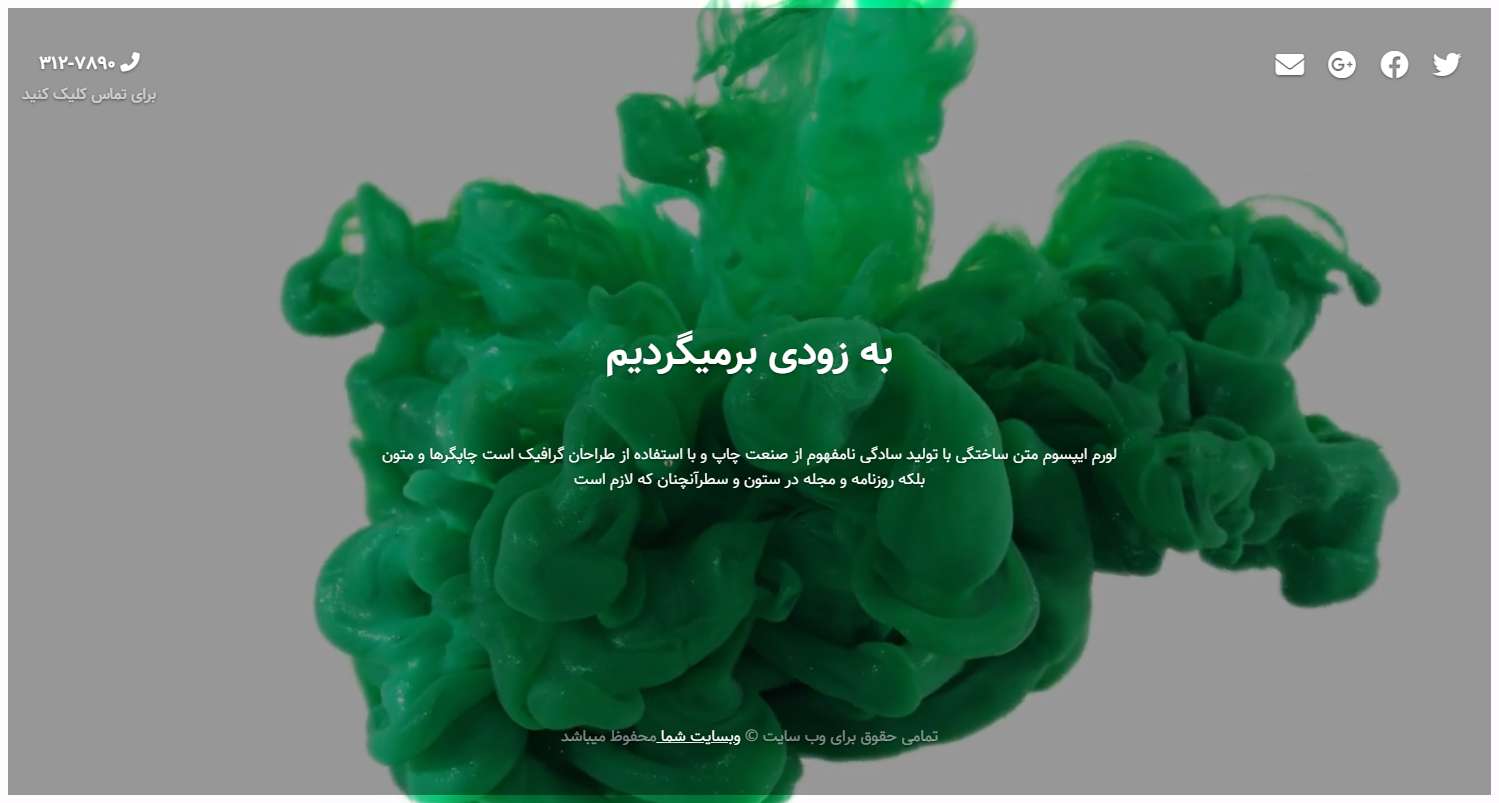 ۳۱۲-۷۸۹۰
برای تماس کلیک کنید
به زودی برمیگردیم
لورم ایپسوم متن ساختگی با تولید سادگی نامفهوم از صنعت چاپ و با استفاده از طراحان گرافیک است چاپگرها و متون
بلکه روزنامه و مجله در ستون و سطرآنچنان که لازم است
تمامی حقوق برای وب سایت © وبسایت شما محفوظ میباشد